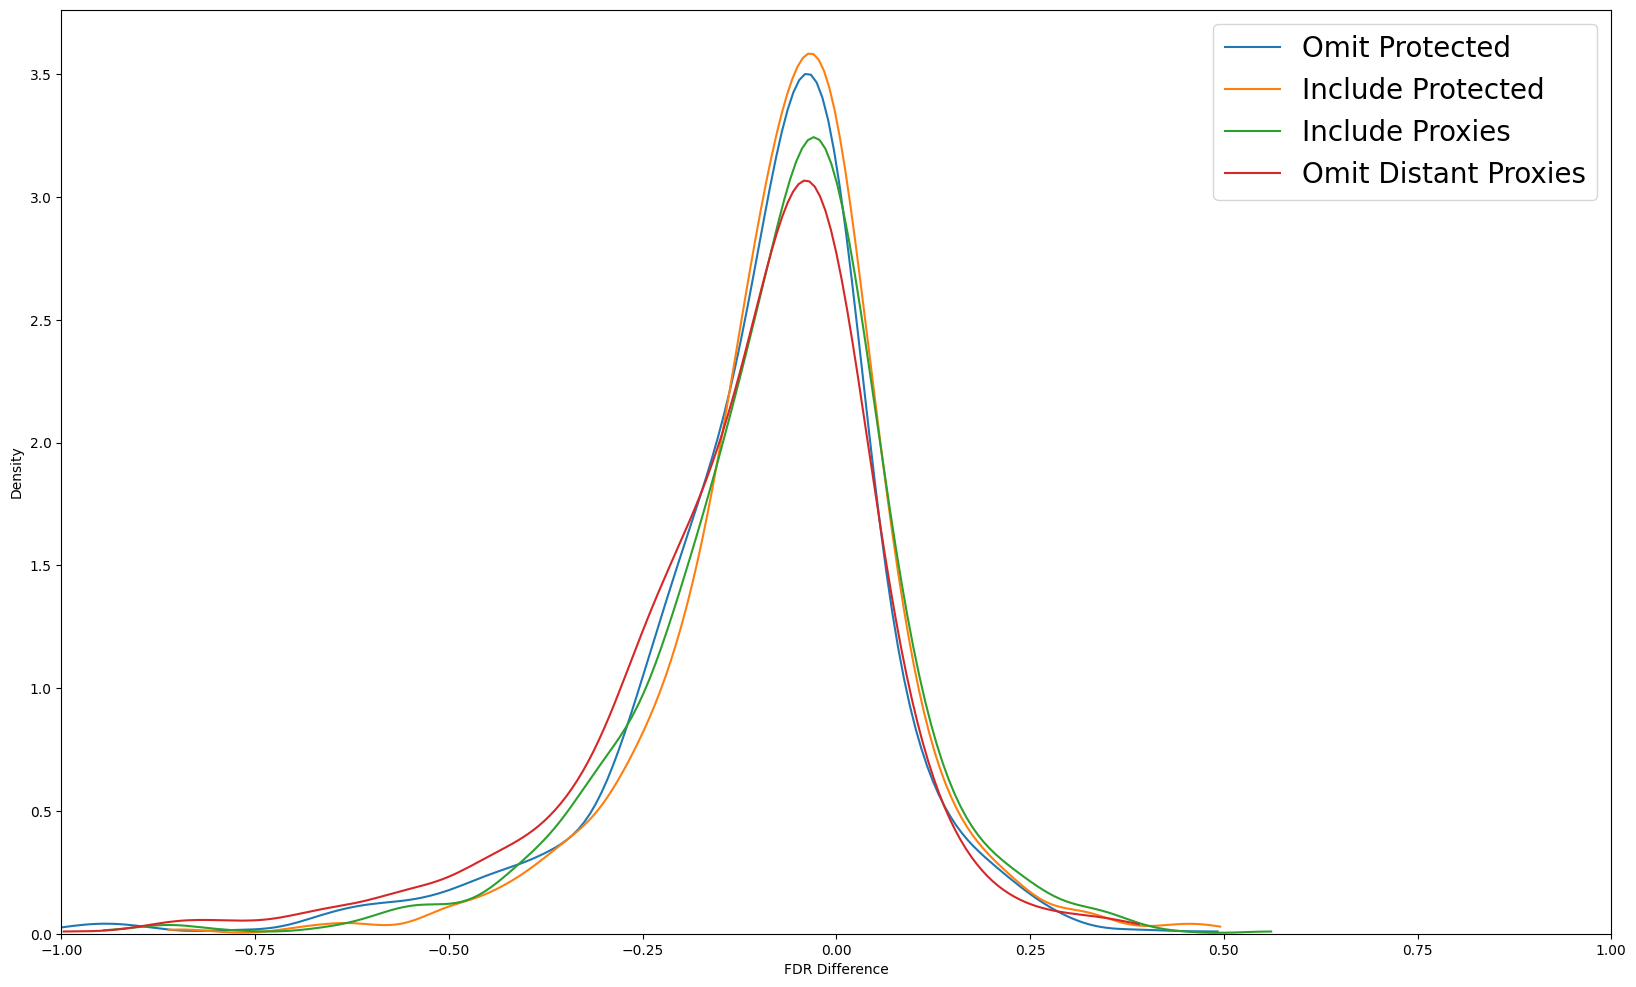 Omit Protected
Include Protected
Include Proxies
Omit Distant Proxies
3.5
3.0
2.5
2.0
1.5
1.0
0.5
0.0
Density
−1.00 −0.75 −0.50 −0.25 0.00 0.25 0.50 0.75 1.00
FDR Difference